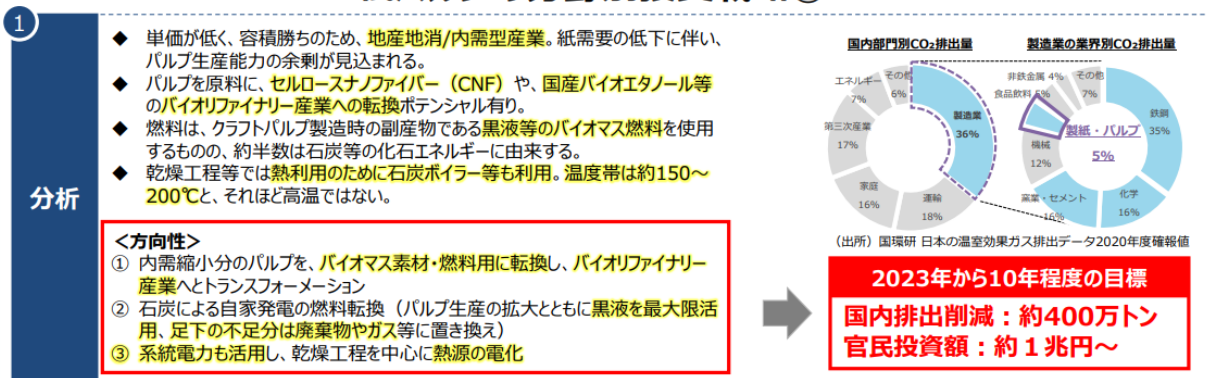 ①
分析
◆ 単価が低く、容積勝ちのため、地産地消/内需型産業。紙需要の低下に伴い、
パルプ生産能力の余剰が見込まれる。
◆ パルプを原料に、セルロースナノファイバー（CNF）や、国産バイオエタノール等
のバイオリファイナリー産業への転換ポテンシャル有り。
◆ 燃料は、クラフトパルプ製造時の副産物である黒液等のバイオマス燃料を使用
するものの、約半数は石炭等の化石エネルギーに由来する。
◆ 乾燥工程等では熱利用のために石炭ボイラー等も利用。温度帯は約150～
200℃と、それほど高温ではない。
＜方向性＞
① 内需縮小分のパルプを、バイオマス素材・燃料用に転換し、バイオリファイナリー
産業へとトランスフォーメーション
② 石炭による自家発電の燃料転換（パルプ生産の拡大とともに黒液を最大限活
用、足下の不足分は廃棄物やガス等に置き換え）
③ 系統電力も活用し、乾燥工程を中心に熱源の電化
国内部門別CO₂排出量
エネルギー
7%
その他
6%
製造業
36%
第三次産業
17%
家庭
16%
運輸
18%
製造業の業界別CO₂排出量
非鉄金属 4%
その他
7%
食品飲料 5%
鉄鋼
35%
製紙・パルプ
5%
機械
12%
窯業・セメント
16%
化学
16%
（出所）国環研 日本の温室効果ガス排出データ2020年度確報値
2023年から10年程度の目標
国内排出削減：約400万トン
官民投資額：約１兆円～